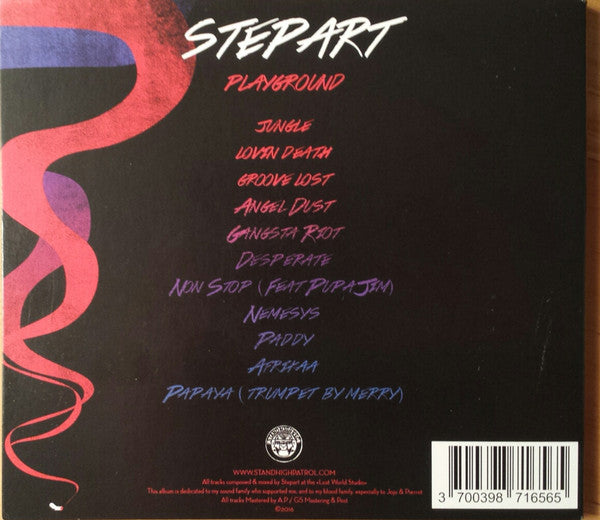 STEPART
PLAYGROUND
JUNGLE
LOVIN DEATH
GROOVE LOST
ANGEL DUST
GANGSTA RIOT
DESPERATE
NON STOP (FEAT PUPAJIM)
NEMESYS
DADDY
AFRIKAA
PAPAYA (TRUMPET BY MERRY)
WWW.STANDHIGHPATROL.COM
All tracks composed & mixed by Stepart at the «Lost World Studio»
This album is dedicated to my sound family who supported me, and to my blood family, especially to Jojo & Pierrot
All tracks Mastered by A.P / GS Mastering & Post
©2016
3 700398 716565